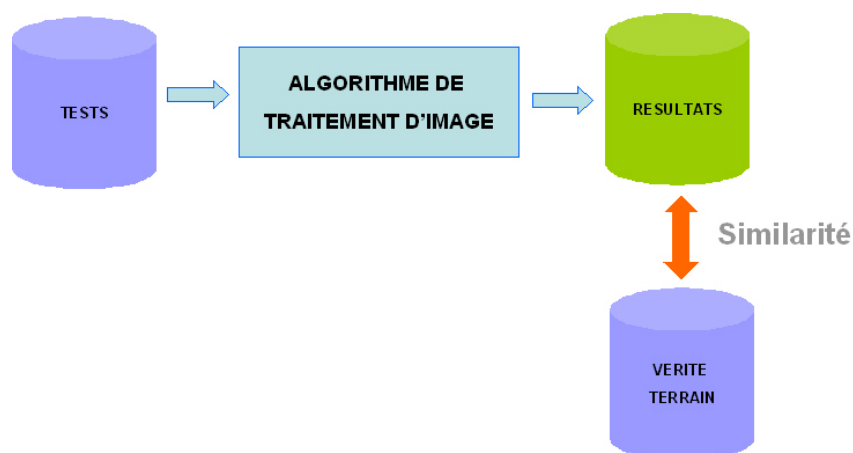 TESTS
ALGORITHME DE
TRAITEMENT D'IMAGE
RESULTATS
Similarité
VERITE
TERRAIN